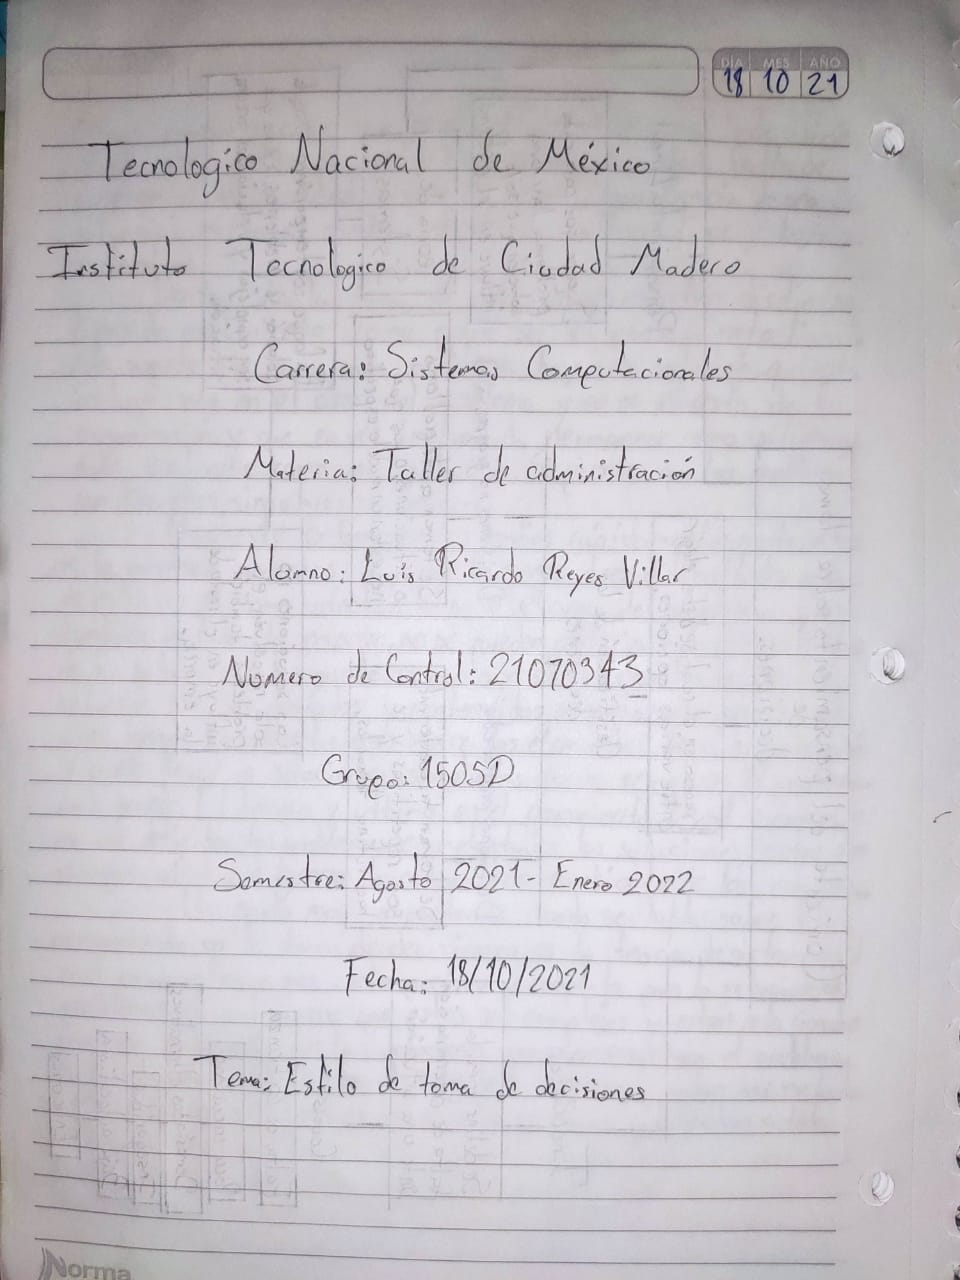 DÍA MES AÑO
18 10 21
Tecnologico Nacional de México
Instituto Tecnologico de Ciudad Madero
Carrera: Sistemas Computacionales
Materia: Taller de administración
Alumno: Luis Ricardo Reyes Villar
Numero de Control: 21070343
Grupo: 1505D
Semestre: Agosto 2021- Enero 2022
Fecha: 18/10/2021
Tema: Estilo de toma de decisiones
Norma